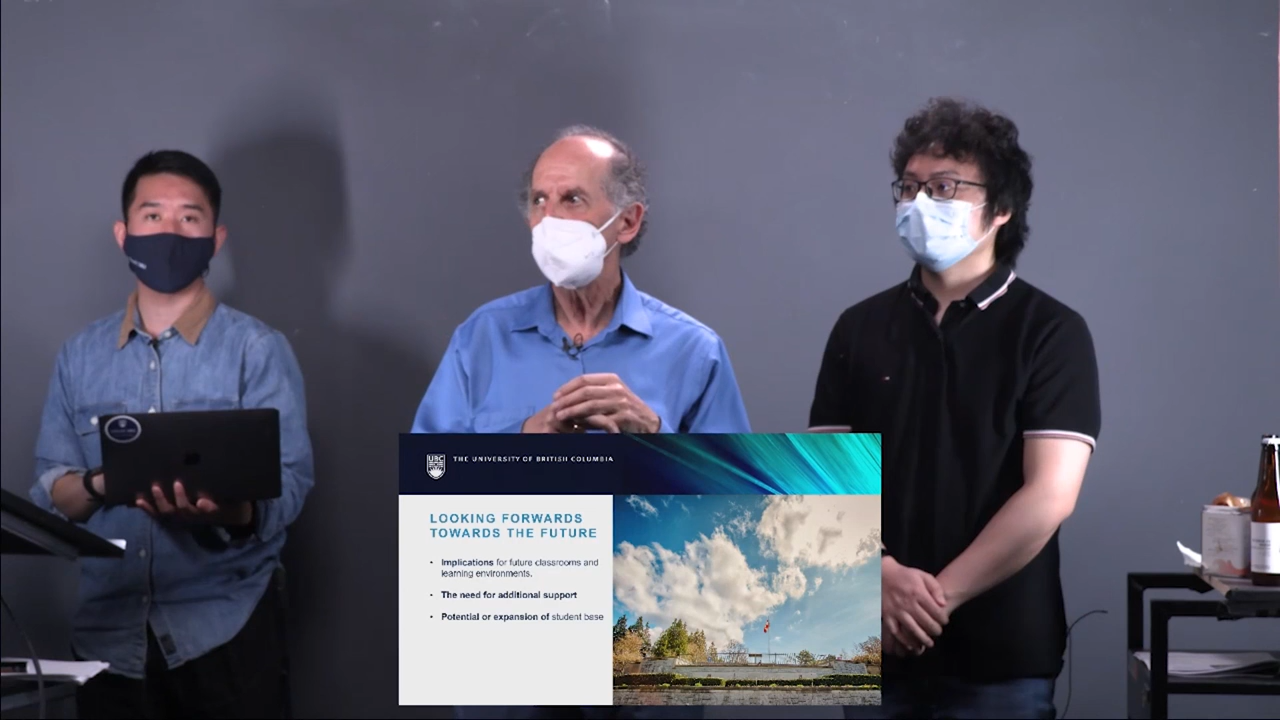 UBC
THE UNIVERSITY OF BRITISH COLUMBIA
LOOKING FORWARDS
TOWARDS THE FUTURE
• Implications for future classrooms and
learning environments.
• The need for additional support
• Potential or expansion of student base